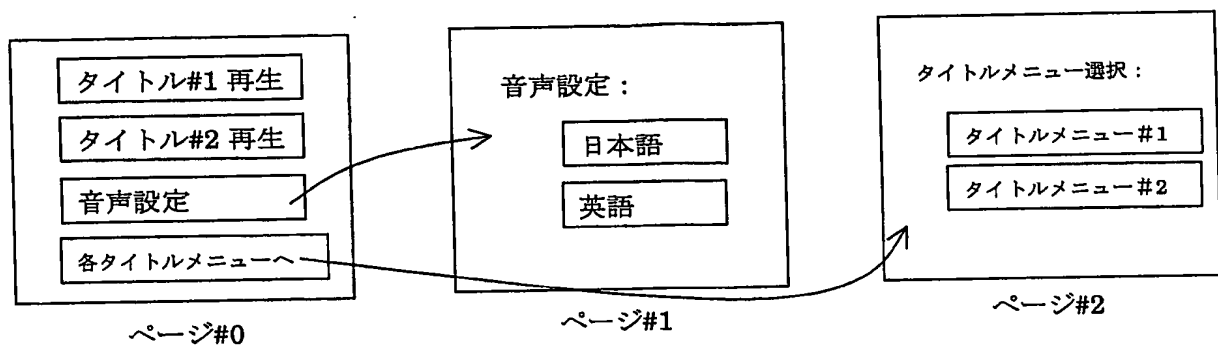 タイトル#1 再生
タイトル#2 再生
音声設定
各タイトルメニューへ
ページ#0
音声設定：
日本語
英語
ページ#1
タイトルメニュー選択：
タイトルメニュー#1
タイトルメニュー#2
ページ#2